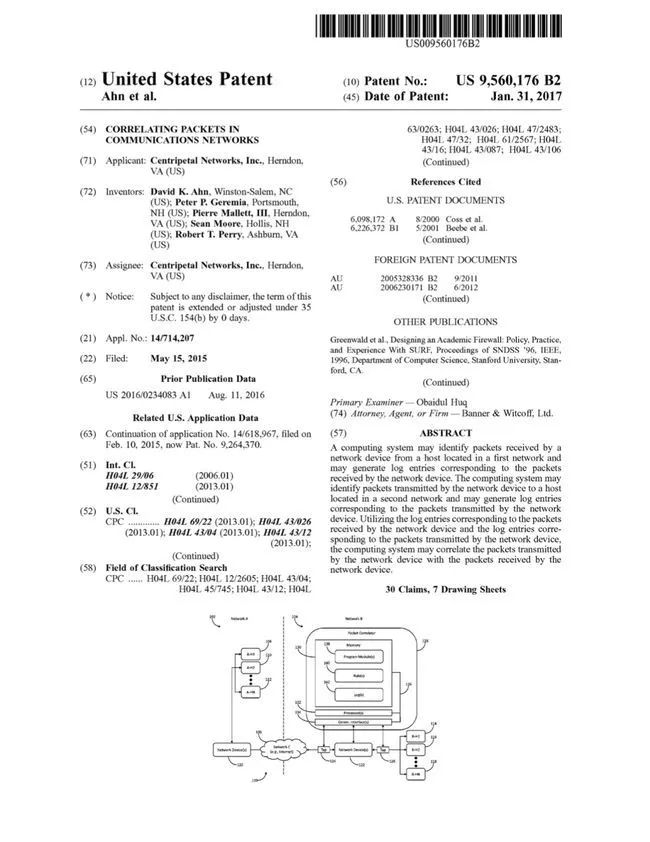 US009560176B2
(12) United States Patent
Ahn et al.
(10) Patent No.: US 9,560,176 B2
(45) Date of Patent: Jan. 31, 2017
(54) CORRELATING PACKETS IN
COMMUNICATIONS NETWORKS
(71) Applicant: Centripetal Networks, Inc., Herndon,
VA (US)
(72) Inventors: David K. Ahn, Winston-Salem, NC
(US); Peter P. Geremia, Portsmouth,
NH (US); Pierre Mallett, III, Herndon,
VA (US); Sean Moore, Hollis, NH
(US); Robert T. Perry, Ashburn, VA
(US)
(73) Assignee: Centripetal Networks, Inc., Herndon,
VA (US)
( * ) Notice: Subject to any disclaimer, the term of this
patent is extended or adjusted under 35
U.S.C. 154(b) by 0 days.
(21) Appl. No.: 14/714,207
(22) Filed: May 15, 2015
(65) Prior Publication Data
US 2016/0234083 A1 Aug. 11, 2016
Related U.S. Application Data
(63) Continuation of application No. 14/618,967, filed on
Feb. 10, 2015, now Pat. No. 9,264,370.
(51) Int. Cl.
H04L 29/06 (2006.01)
H04L 12/851 (2013.01)
(Continued)
(52) U.S. Cl.
CPC ............ H04L 69/22 (2013.01); H04L 43/026
(2013.01); H04L 43/04 (2013.01); H04L 43/12
(2013.01);
(Continued)
(58) Field of Classification Search
CPC ...... H04L 69/22; H04L 12/2605; H04L 43/04;
H04L 45/745; H04L 43/12; H04L
63/0263; H04L 43/026; H04L 47/2483;
H04L 47/32; H04L 61/2567; H04L
43/16; H04L 43/087; H04L 43/106
(Continued)
(56) References Cited
U.S. PATENT DOCUMENTS
6,098,172 A 8/2000 Coss et al.
6,226,372 B1 5/2001 Beebe et al.
(Continued)
FOREIGN PATENT DOCUMENTS
AU 2005328336 B2 9/2011
AU 2006230171 B2 6/2012
(Continued)
OTHER PUBLICATIONS
Greenwald et al., Designing an Academic Firewall: Policy, Practice,
and Experience With SURF, Proceedings of SNDSS '96, IEEE,
1996, Department of Computer Science, Stanford University, Stan-
ford, CA.
(Continued)
Primary Examiner — Obaidul Huq
(74) Attorney, Agent, or Firm — Banner & Witcoff, Ltd.
(57) ABSTRACT
A computing system may identify packets received by a
network device from a host located in a first network and
may generate log entries corresponding to the packets
received by the network device. The computing system may
identify packets transmitted by the network device to a host
located in a second network and may generate log entries
corresponding to the packets transmitted by the network
device. Utilizing the log entries corresponding to the packets
received by the network device and the log entries corre-
sponding to the packets transmitted by the network device,
the computing system may correlate the packets transmitted
by the network device with the packets received by the
network device.
30 Claims, 7 Drawing Sheets
Network A
Network B
Packet Correlator
Memory
Program Module(s)
Rule(s)
Log(s)
Processor(s)
Comm. Interface(s)
Network Device(s)
Network C
(e.g., Internet)
Tap
Network Device(s)
Tap